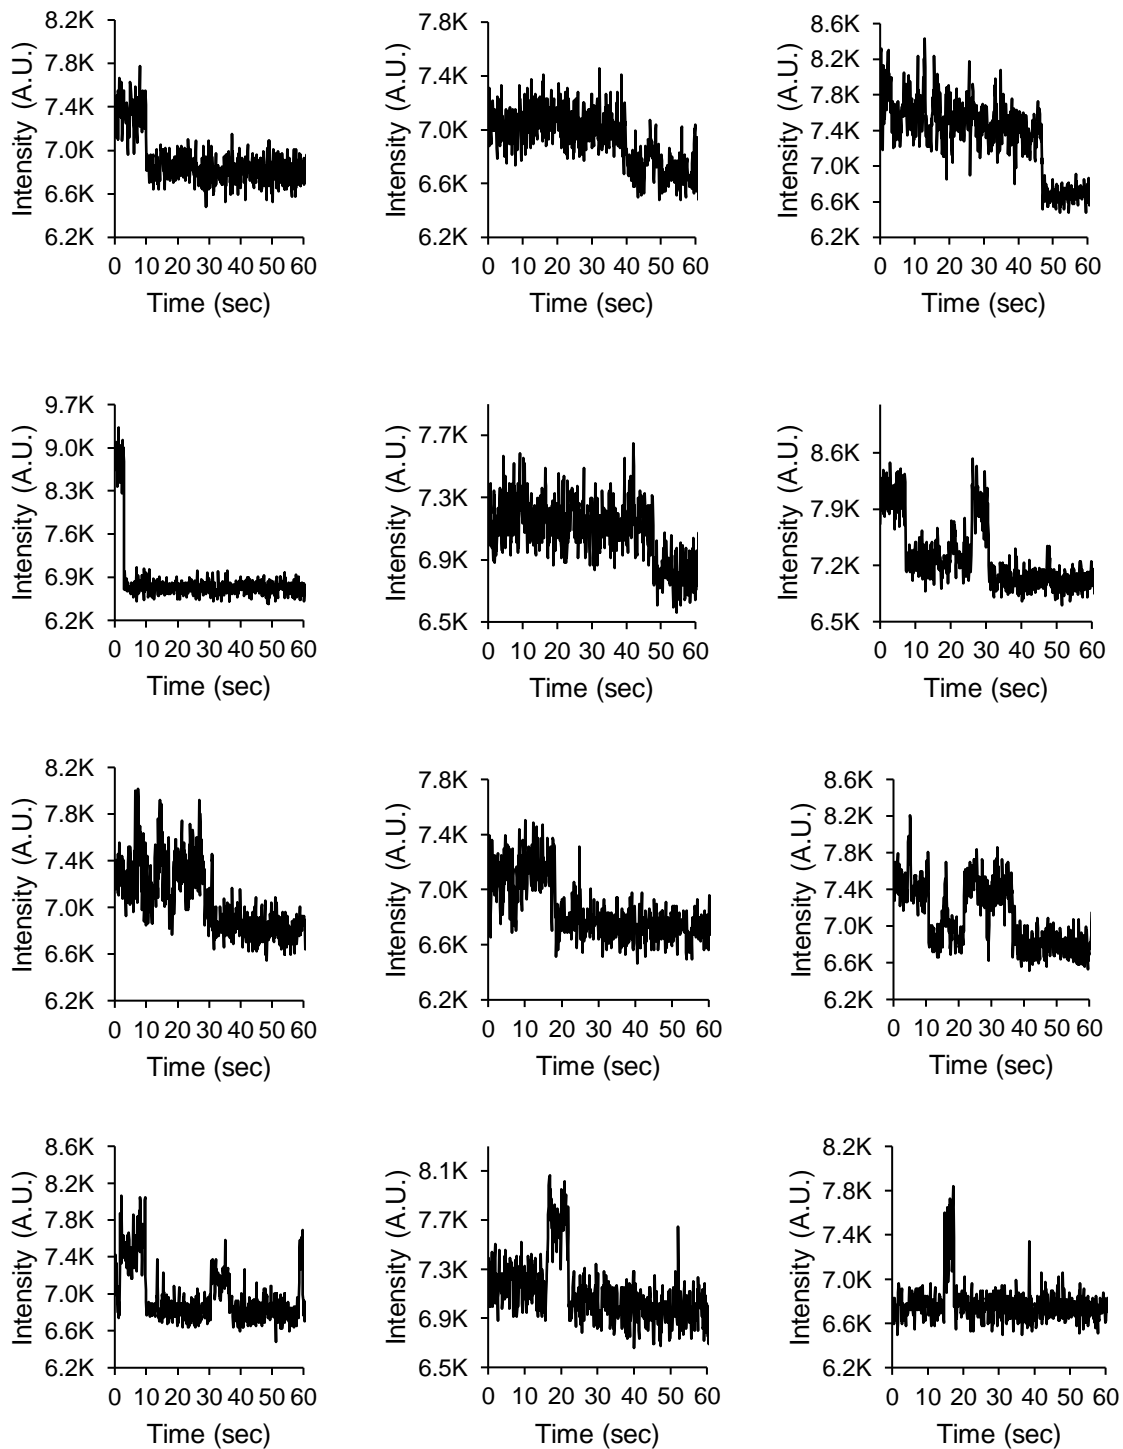 8.2K
7.8K
7.4K
7.0K
6.6K
6.2K
Intensity (A.U.)
0 10 20 30 40 50 60
Time (sec)
7.8K
7.4K
7.0K
6.6K
6.2K
Intensity (A.U.)
0 10 20 30 40 50 60
Time (sec)
8.6K
8.2K
7.8K
7.4K
7.0K
6.6K
6.2K
Intensity (A.U.)
0 10 20 30 40 50 60
Time (sec)
9.7K
9.0K
8.3K
7.6K
6.9K
6.2K
Intensity (A.U.)
0 10 20 30 40 50 60
Time (sec)
7.7K
7.3K
6.9K
6.5K
Intensity (A.U.)
0 10 20 30 40 50 60
Time (sec)
8.6K
7.9K
7.2K
6.5K
Intensity (A.U.)
0 10 20 30 40 50 60
Time (sec)
8.2K
7.8K
7.4K
7.0K
6.6K
6.2K
Intensity (A.U.)
0 10 20 30 40 50 60
Time (sec)
7.8K
7.4K
7.0K
6.6K
6.2K
Intensity (A.U.)
0 10 20 30 40 50 60
Time (sec)
8.6K
8.2K
7.8K
7.4K
7.0K
6.6K
6.2K
Intensity (A.U.)
0 10 20 30 40 50 60
Time (sec)
8.6K
8.2K
7.8K
7.4K
7.0K
6.6K
6.2K
Intensity (A.U.)
0 10 20 30 40 50 60
Time (sec)
8.1K
7.7K
7.3K
6.9K
6.5K
Intensity (A.U.)
0 10 20 30 40 50 60
Time (sec)
8.2K
7.8K
7.4K
7.0K
6.6K
6.2K
Intensity (A.U.)
0 10 20 30 40 50 60
Time (sec)